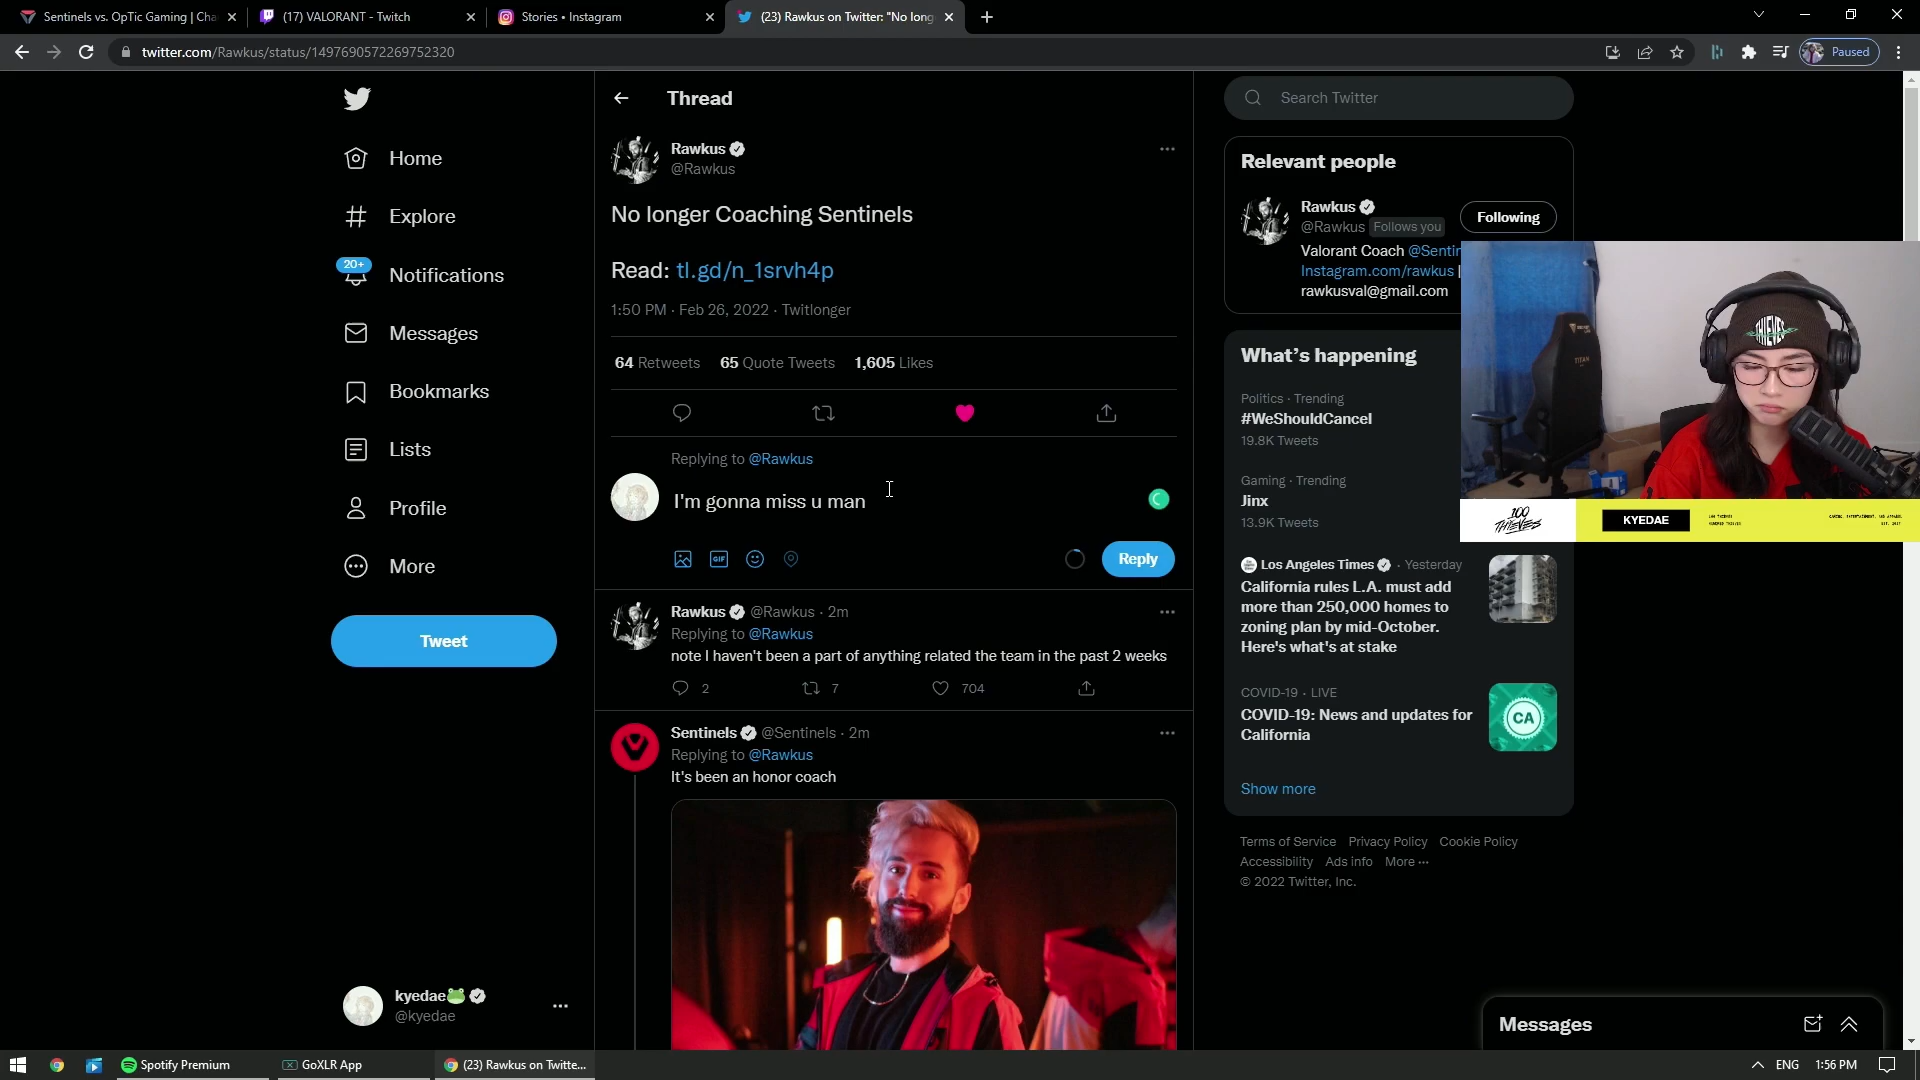 Sentinels vs. OpTic Gaming | Cha
(17) VALORANT - Twitch
Stories • Instagram
(23) Rawkus on Twitter: "No long
twitter.com/Rawkus/status/1497690572269752320
Paused
Home
Explore
20+
Notifications
Messages
Bookmarks
Lists
Profile
More
Tweet
kyedae🐸
@kyedae
Thread
Rawkus
@Rawkus
No longer Coaching Sentinels
Read: tl.gd/n_1srvh4p
1:50 PM · Feb 26, 2022 · Twitlonger
64 Retweets 65 Quote Tweets 1,605 Likes
Replying to @Rawkus
I'm gonna miss u man
GIF
Reply
Rawkus @Rawkus · 2m
Replying to @Rawkus
note I haven't been a part of anything related the team in the past 2 weeks
2 7 704
Sentinels @Sentinels · 2m
Replying to @Rawkus
It's been an honor coach
Search Twitter
Relevant people
Rawkus
@Rawkus Follows you
Following
Valorant Coach @Sentin
Instagram.com/rawkus |
rawkusval@gmail.com
What's happening
Politics · Trending
#WeShouldCancel
19.8K Tweets
Gaming · Trending
Jinx
13.9K Tweets
Los Angeles Times · Yesterday
California rules L.A. must add
more than 250,000 homes to
zoning plan by mid-October.
Here's what's at stake
COVID-19 · LIVE
COVID-19: News and updates for
California
CA
Show more
Terms of Service Privacy Policy Cookie Policy
Accessibility Ads info More ···
© 2022 Twitter, Inc.
THIEVES
TITAN
100
THIEVES
KYEDAE
100 THIEVES
HUNDRED THIEVES
Messages
Spotify Premium
GoXLR App
(23) Rawkus on Twitte...
ENG
1:56 PM